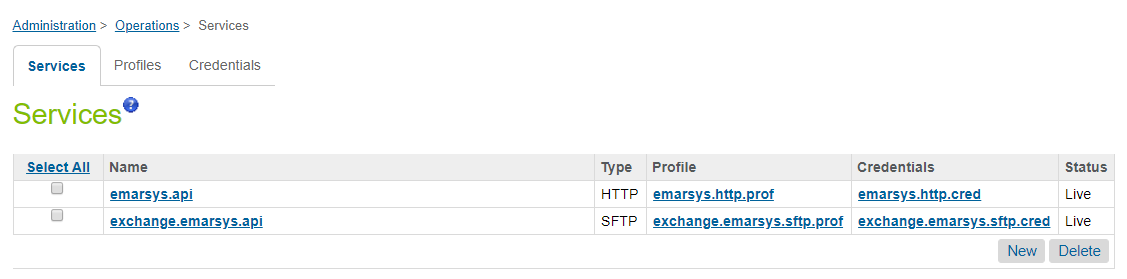 Administration > Operations > Services
Services Profiles Credentials
Services ?
Select All Name Type Profile Credentials Status
emarsys.api HTTP emarsys.http.prof emarsys.http.cred Live
exchange.emarsys.api SFTP exchange.emarsys.sftp.prof exchange.emarsys.sftp.cred Live
New Delete